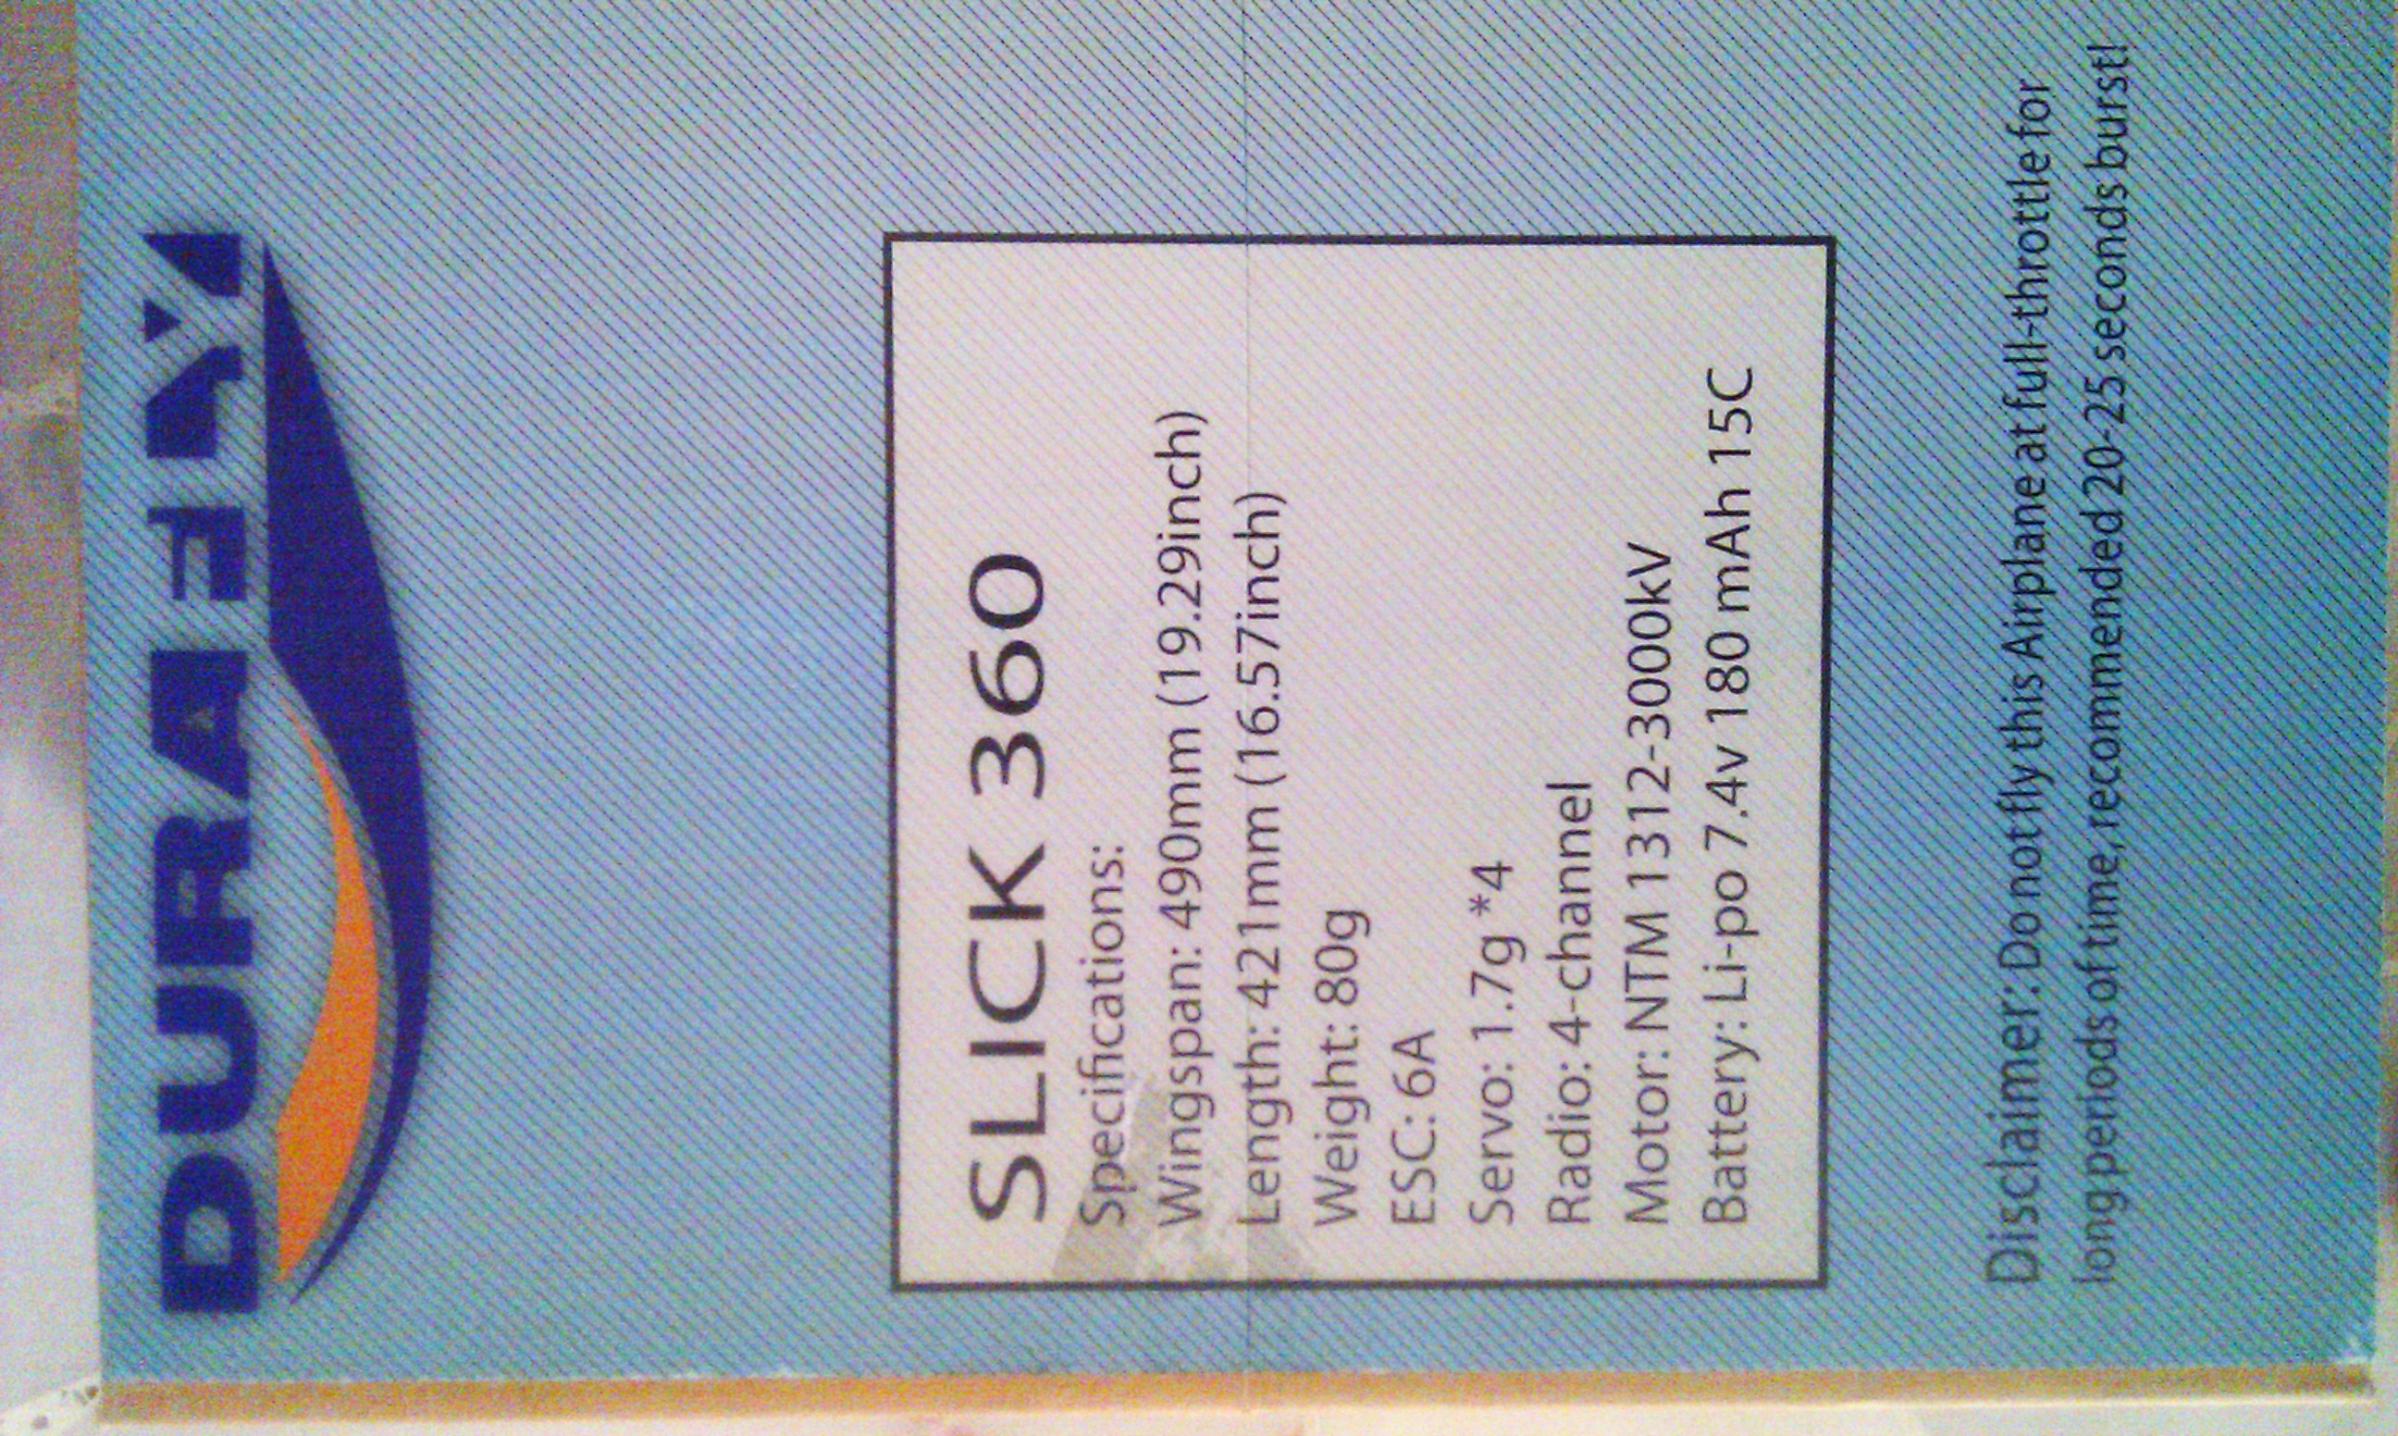 DURAFLY
SLICK 360
Specifications:
Wingspan: 490mm (19.29inch)
Length: 421mm (16.57inch)
Weight: 80g
ESC: 6A
Servo: 1.7g *4
Radio: 4-channel
Motor: NTM 1312-3000kV
Battery: Li-po 7.4v 180 mAh 15C
Disclaimer: Do not fly this Airplane at full-throttle for
long periods of time, recommended 20-25 seconds burst!